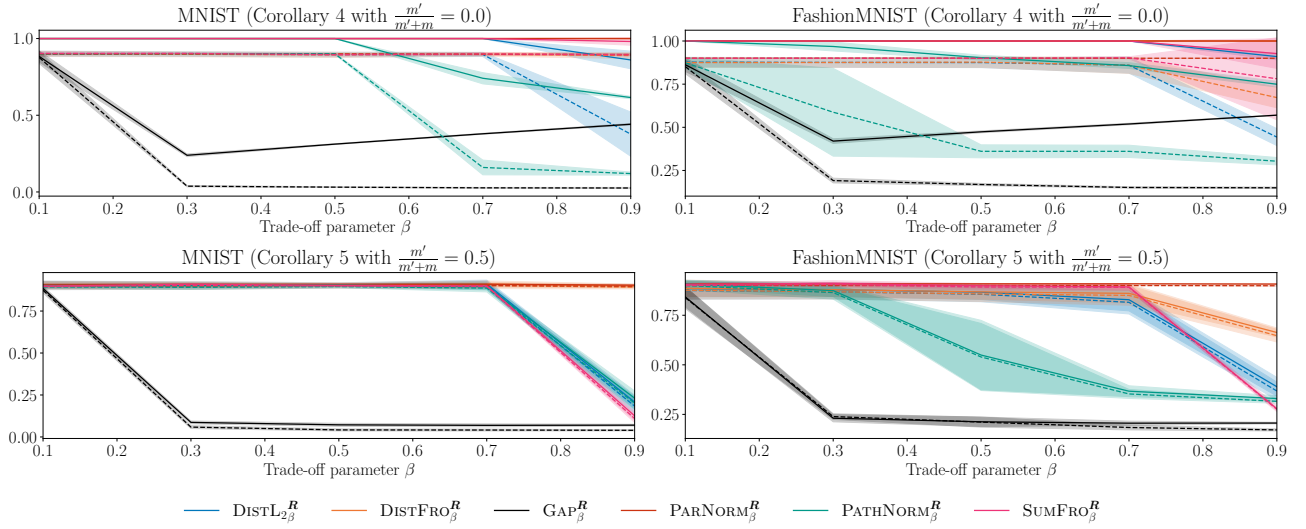 MNIST (Corollary 4 with m′/(m′+m) = 0.0)
1.0
0.5
0.0
0.1 0.2 0.3 0.4 0.5 0.6 0.7 0.8 0.9
Trade-off parameter β
FashionMNIST (Corollary 4 with m′/(m′+m) = 0.0)
1.00
0.75
0.50
0.25
0.1 0.2 0.3 0.4 0.5 0.6 0.7 0.8 0.9
Trade-off parameter β
MNIST (Corollary 5 with m′/(m′+m) = 0.5)
0.75
0.50
0.25
0.00
0.1 0.2 0.3 0.4 0.5 0.6 0.7 0.8 0.9
Trade-off parameter β
FashionMNIST (Corollary 5 with m′/(m′+m) = 0.5)
0.75
0.50
0.25
0.1 0.2 0.3 0.4 0.5 0.6 0.7 0.8 0.9
Trade-off parameter β
DISTL₂β^R DISTFROβ^R GAPβ^R PARNORMβ^R PATHNORMβ^R SUMFROβ^R